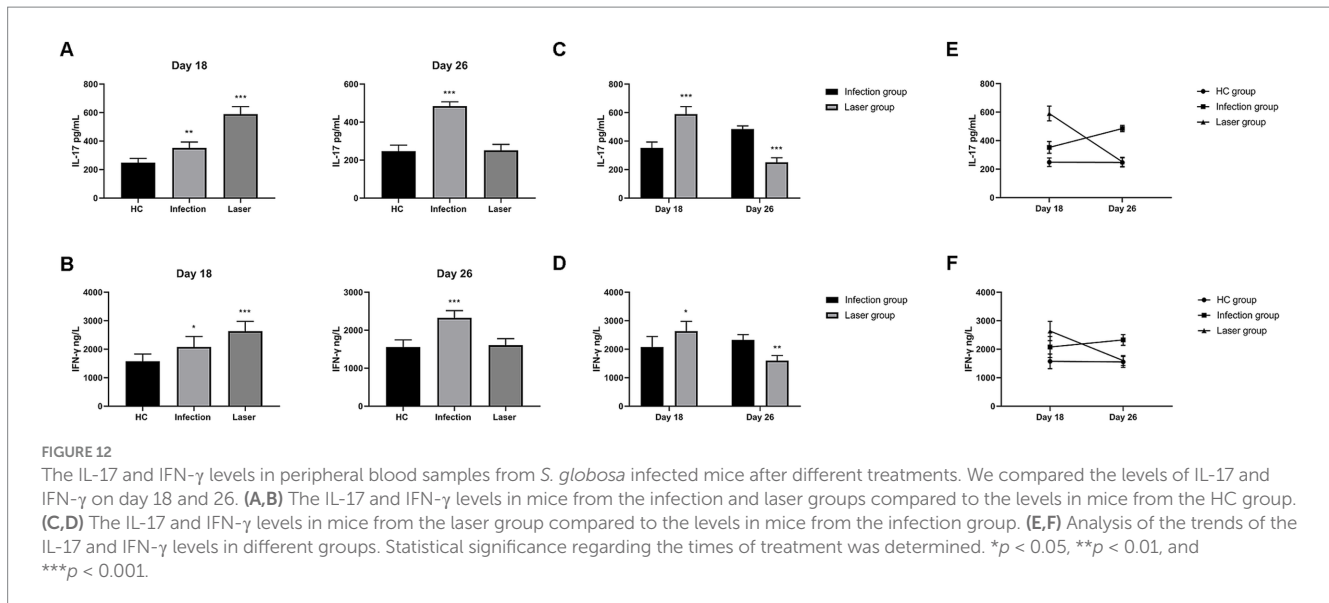 A
Day 18
IL-17 pg/mL
800
600
400
200
0
**
***
HC
Infection
Laser
Day 26
IL-17 pg/mL
600
400
200
0
***
HC
Infection
Laser
C
IL-17 pg/mL
800
600
400
200
0
***
***
Day 18
Day 26
Infection group
Laser group
E
IL-17 pg/mL
800
600
400
200
0
Day 18
Day 26
HC group
Infection group
Laser group
B
Day 18
IFN-γ ng/L
4000
3000
2000
1000
0
*
***
HC
Infection
Laser
Day 26
IFN-γ ng/L
3000
2000
1000
0
***
HC
Infection
Laser
D
IFN-γ ng/L
4000
3000
2000
1000
0
*
**
Day 18
Day 26
Infection group
Laser group
F
IFN-γ ng/L
4000
3000
2000
1000
0
Day 18
Day 26
HC group
Infection group
Laser group
FIGURE 12
The IL-17 and IFN-γ levels in peripheral blood samples from S. globosa infected mice after different treatments. We compared the levels of IL-17 and
IFN-γ on day 18 and 26. (A,B) The IL-17 and IFN-γ levels in mice from the infection and laser groups compared to the levels in mice from the HC group.
(C,D) The IL-17 and IFN-γ levels in mice from the laser group compared to the levels in mice from the infection group. (E,F) Analysis of the trends of the
IL-17 and IFN-γ levels in different groups. Statistical significance regarding the times of treatment was determined. *p < 0.05, **p < 0.01, and
***p < 0.001.